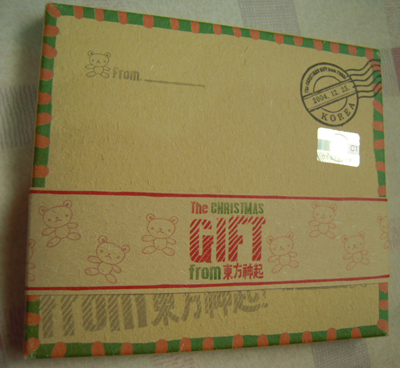 from.
2004. 12. 25.
KOREA
The CHRISTMAS
GIFT
from 東方神起
from 東方神起!